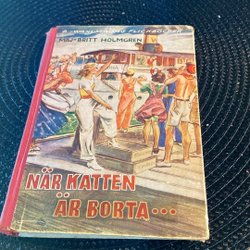 MAJ-BRITT HOLMGREN
NÄR KATTEN
ÄR BORTA...